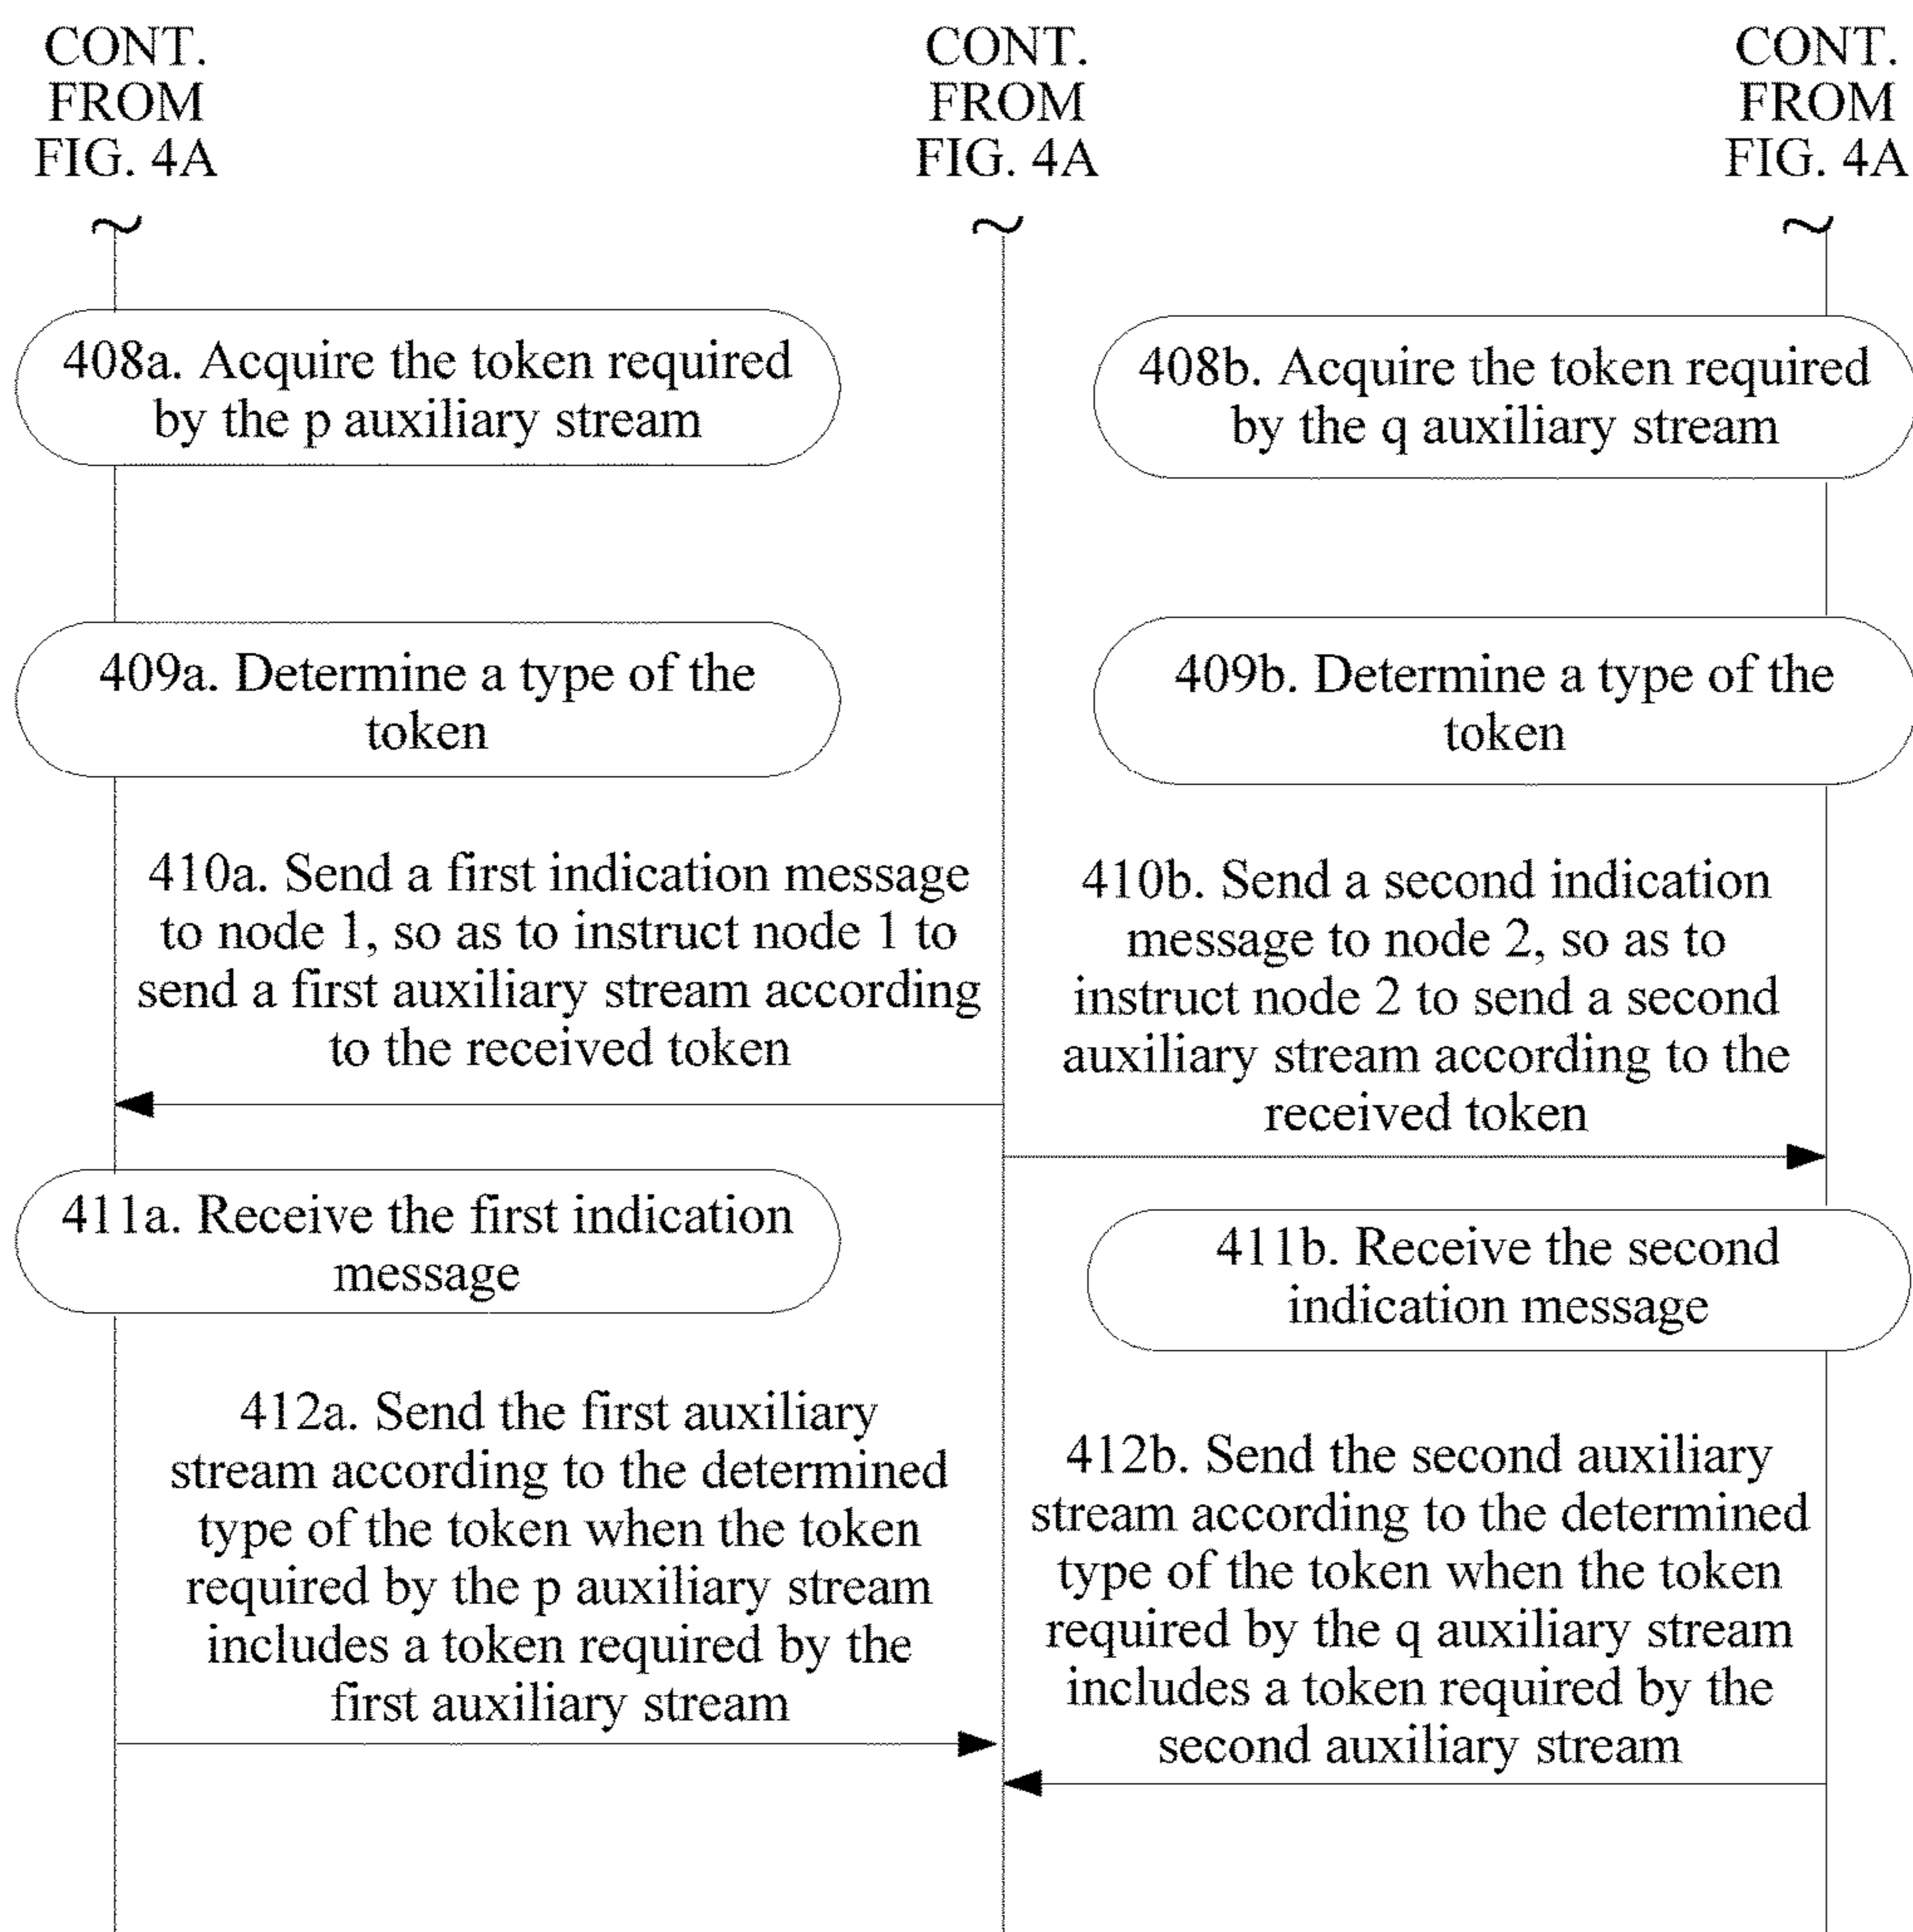 CONT.
FROM
FIG. 4A
CONT.
FROM
FIG. 4A
CONT.
FROM
FIG. 4A
408a. Acquire the token required
by the p auxiliary stream
408b. Acquire the token required
by the q auxiliary stream
409a. Determine a type of the
token
409b. Determine a type of the
token
410a. Send a first indication message
to node 1, so as to instruct node 1 to
send a first auxiliary stream according
to the received token
410b. Send a second indication
message to node 2, so as to
instruct node 2 to send a second
auxiliary stream according to the
received token
411a. Receive the first indication
message
411b. Receive the second
indication message
412a. Send the first auxiliary
stream according to the determined
type of the token when the token
required by the p auxiliary stream
includes a token required by the
first auxiliary stream
412b. Send the second auxiliary
stream according to the determined
type of the token when the token
required by the q auxiliary stream
includes a token required by the
second auxiliary stream